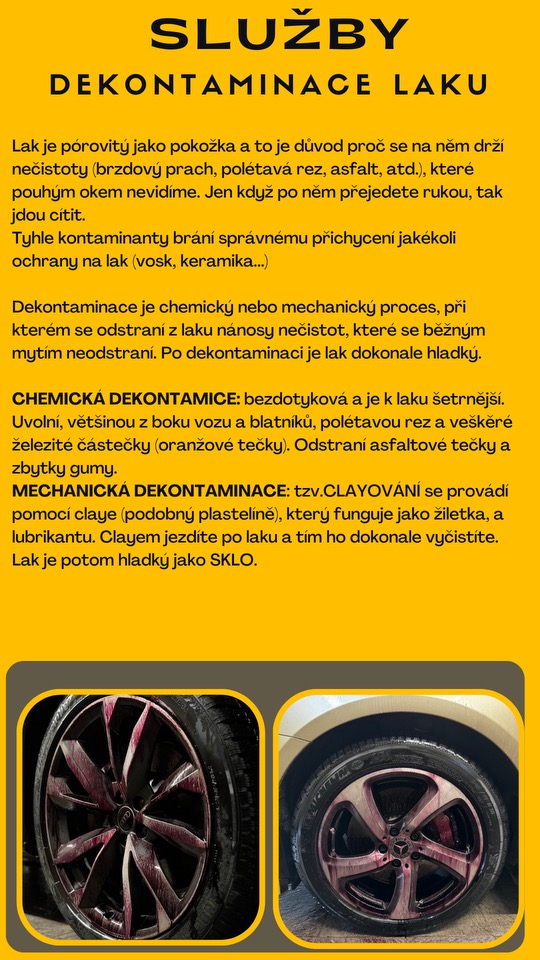 SLUŽBY
DEKONTAMINACE LAKU
Lak je pórovitý jako pokožka a to je důvod proč se na něm drží
nečistoty (brzdový prach, polétavá rez, asfalt, atd.), které
pouhým okem nevidíme. Jen když po něm přejedete rukou, tak
jdou cítit.
Tyhle kontaminanty brání správnému přichycení jakékoli
ochrany na lak (vosk, keramika...)
Dekontaminace je chemický nebo mechanický proces, při
kterém se odstraní z laku nánosy nečistot, které se běžným
mytím neodstraní. Po dekontaminaci je lak dokonale hladký.
CHEMICKÁ DEKONTAMICE: bezdotyková a je k laku šetrnější.
Uvolní, většinou z boku vozu a blatníků, polétavou rez a veškéré
železité částečky (oranžové tečky). Odstraní asfaltové tečky a
zbytky gumy.
MECHANICKÁ DEKONTAMINACE: tzv.CLAYOVÁNÍ se provádí
pomocí claye (podobný plastelíně), který funguje jako žiletka, a
lubrikantu. Clayem jezdíte po laku a tím ho dokonale vyčistíte.
Lak je potom hladký jako SKLO.